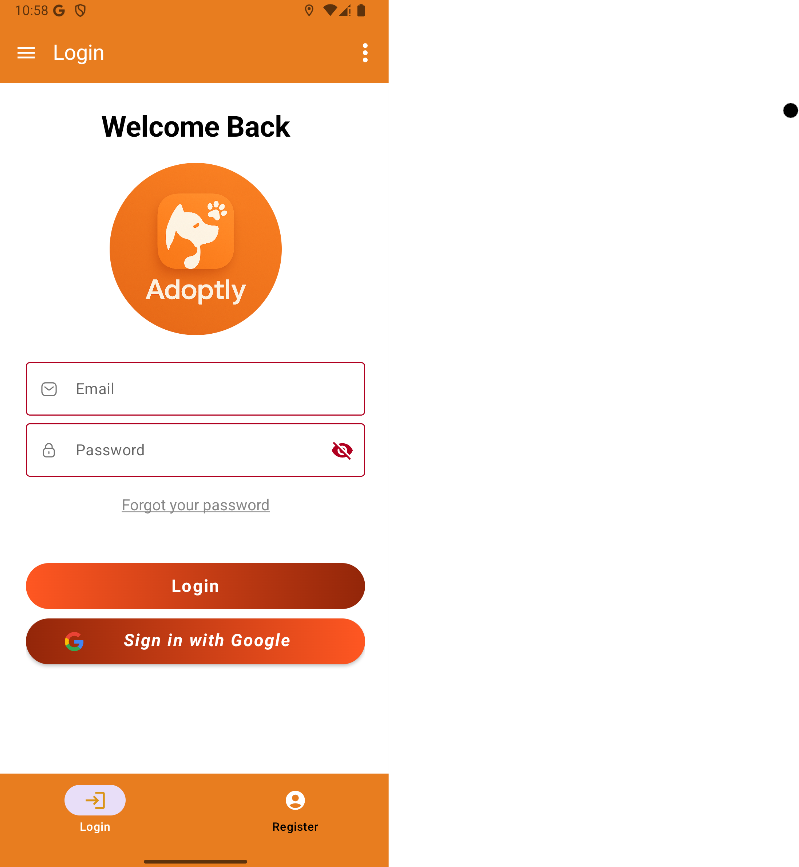 10:58
Login
Welcome Back
Adoptly
Email
Password
Forgot your password
Login
Sign in with Google
Login
Register